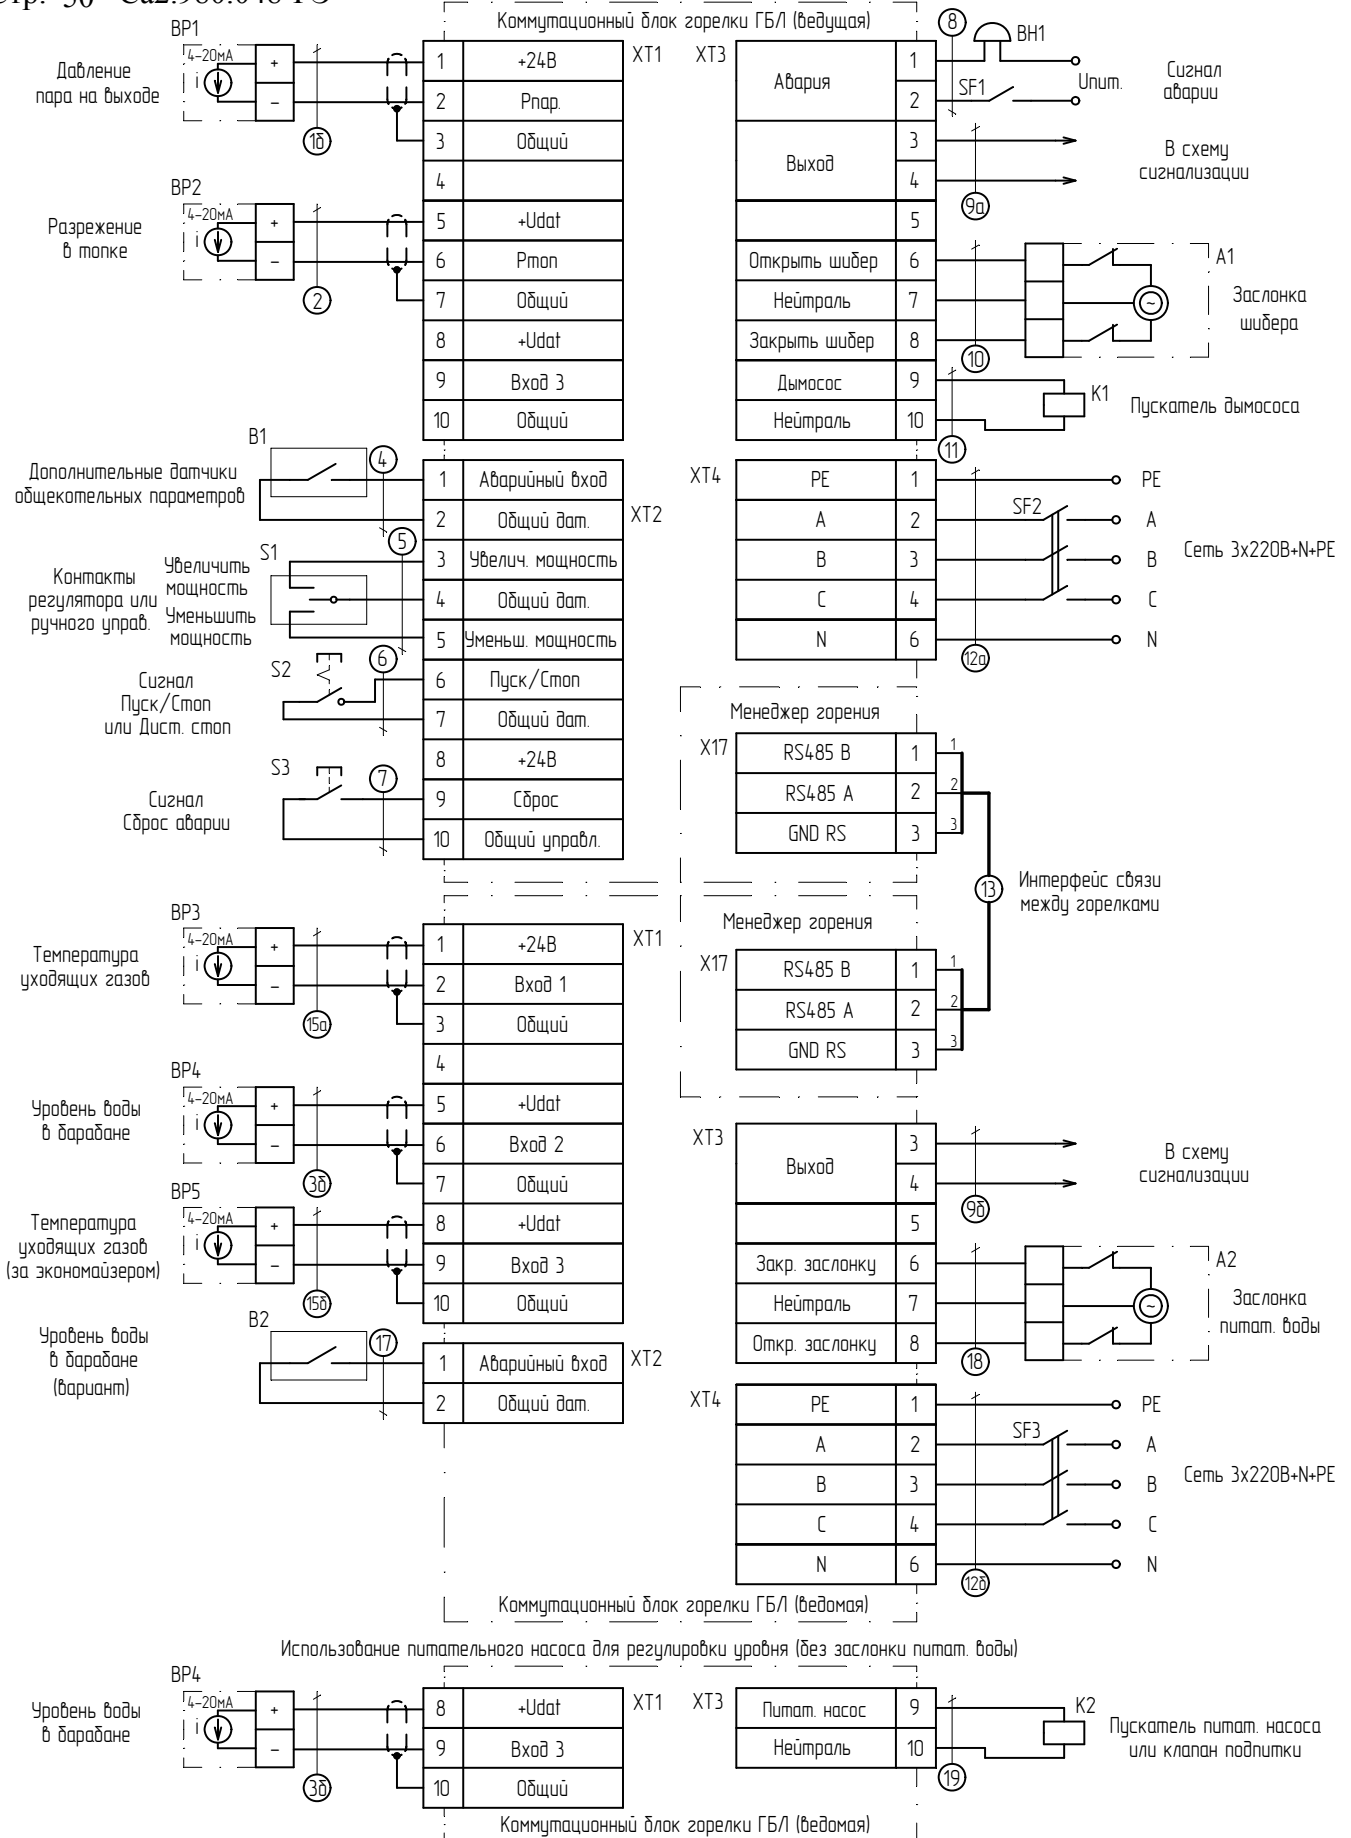 Коммутационный блок горелки ГБЛ (ведущая)
BP1
4-20мА
i
+
−
Давление
пара на выходе
1б
XT1
1 +24В
2 Рпар.
3 Общий
4
5 +Udat
6 Pmon
7 Общий
8 +Udat
9 Вход 3
10 Общий
BP2
4-20мА
i
+
−
Разрежение
в топке
2
XT3
Авария
1
2
Выход
3
4
5
Открыть шибер 6
Нейтраль 7
Закрыть шибер 8
Дымосос 9
Нейтраль 10
8
BH1
SF1
Uпит.
Сигнал
аварии
9а
В схему
сигнализации
10
A1
~
Заслонка
шибера
11
K1
Пускатель дымососа
B1
4
Дополнительные датчики
общекотельных параметров
XT2
1 Аварийный вход
2 Общий дат.
3 Увелич. мощность
4 Общий дат.
5 Уменьш. мощность
6 Пуск/Стоп
7 Общий дат.
8 +24В
9 Сброс
10 Общий управл.
S1
5
Контакты
регулятора или
ручного управ.
Увеличить
мощность
Уменьшить
мощность
S2
6
Сигнал
Пуск/Стоп
или Дист. стоп
S3
7
Сигнал
Сброс аварии
XT4
PE 1
A 2
B 3
C 4
N 6
SF2
12а
PE
A
B
C
N
Сеть 3х220В+N+PE
Менеджер горения
X17
RS485 B 1
RS485 A 2
GND RS 3
1
2
3
13
Интерфейс связи
между горелками
Менеджер горения
X17
RS485 B 1
RS485 A 2
GND RS 3
1
2
3
BP3
4-20мА
i
+
−
Температура
уходящих газов
15а
XT1
1 +24В
2 Вход 1
3 Общий
4
5 +Udat
6 Вход 2
7 Общий
8 +Udat
9 Вход 3
10 Общий
BP4
4-20мА
i
+
−
Уровень воды
в барабане
3б
BP5
4-20мА
i
+
−
Температура
уходящих газов
(за экономайзером)
15б
B2
17
Уровень воды
в барабане
(вариант)
XT2
1 Аварийный вход
2 Общий дат.
XT3
Выход
3
4
5
Закр. заслонку 6
Нейтраль 7
Откр. заслонку 8
9б
В схему
сигнализации
18
A2
~
Заслонка
питат. воды
XT4
PE 1
A 2
B 3
C 4
N 6
SF3
12б
PE
A
B
C
N
Сеть 3х220В+N+PE
Коммутационный блок горелки ГБЛ (ведомая)
Использование питательного насоса для регулировки уровня (без заслонки питат. воды)
BP4
4-20мА
i
+
−
Уровень воды
в барабане
3б
XT1
8 +Udat
9 Вход 3
10 Общий
XT3
Питат. насос 9
Нейтраль 10
19
K2
Пускатель питат. насоса
или клапан подпитки
Коммутационный блок горелки ГБЛ (ведомая)